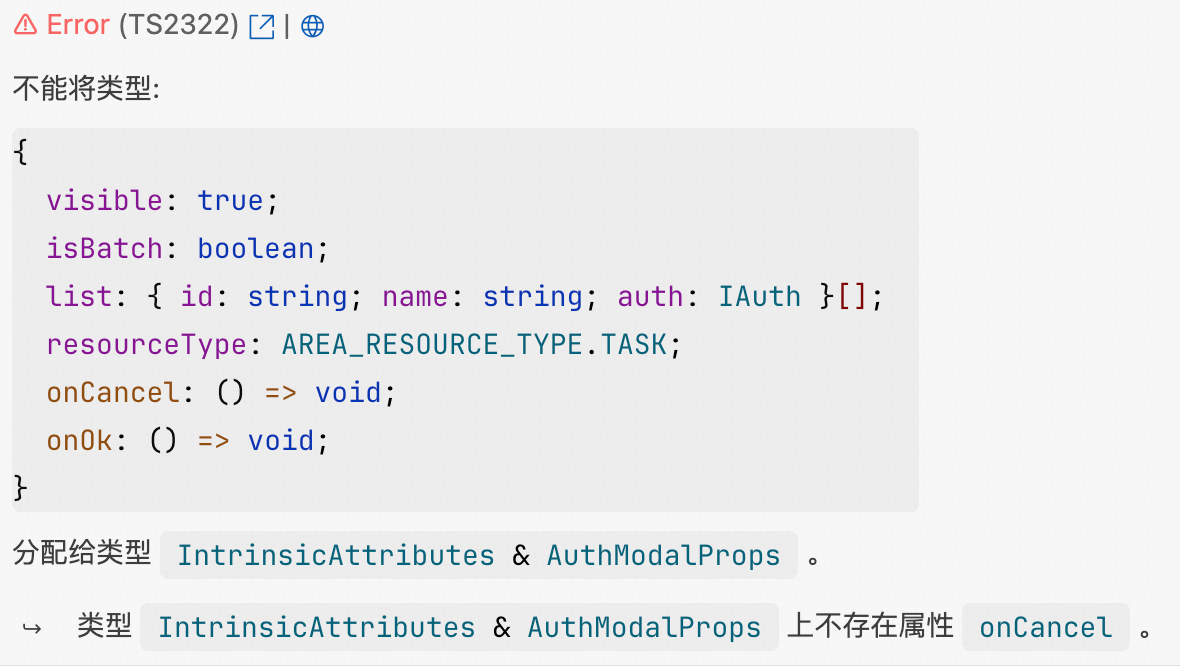 Error (TS2322) |
不能将类型:
{
  visible: true;
  isBatch: boolean;
  list: { id: string; name: string; auth: IAuth }[];
  resourceType: AREA_RESOURCE_TYPE.TASK;
  onCancel: () => void;
  onOk: () => void;
}
分配给类型 IntrinsicAttributes & AuthModalProps 。
↪ 类型 IntrinsicAttributes & AuthModalProps 上不存在属性 onCancel 。